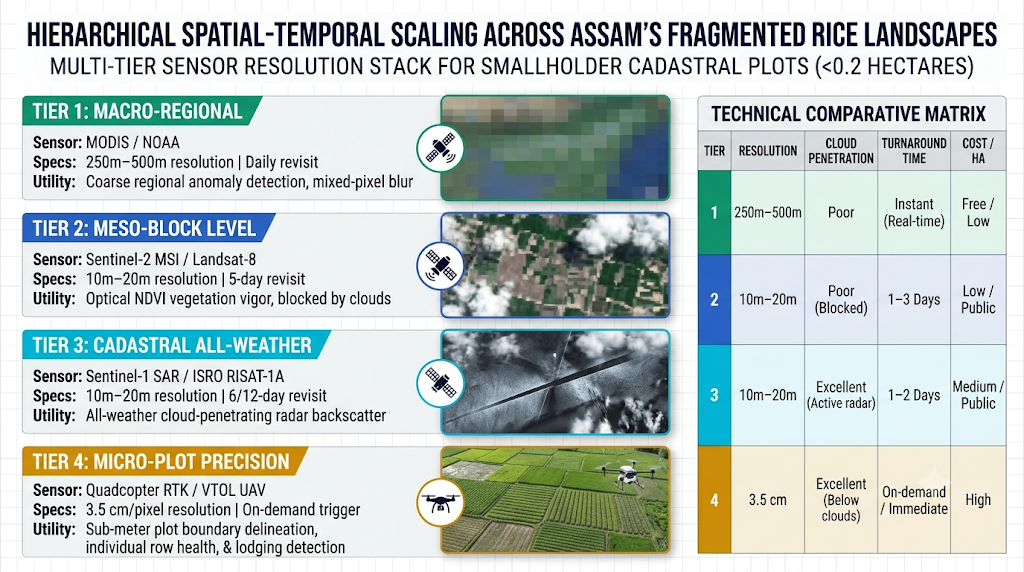 HIERARCHICAL SPATIAL-TEMPORAL SCALING ACROSS ASSAM'S FRAGMENTED RICE LANDSCAPES
MULTI-TIER SENSOR RESOLUTION STACK FOR SMALLHOLDER CADASTRAL PLOTS (<0.2 HECTARES)
TIER 1: MACRO-REGIONAL
Sensor: MODIS / NOAA
Specs: 250m–500m resolution | Daily revisit
Utility: Coarse regional anomaly detection, mixed-pixel blur
TIER 2: MESO-BLOCK LEVEL
Sensor: Sentinel-2 MSI / Landsat-8
Specs: 10m–20m resolution | 5-day revisit
Utility: Optical NDVI vegetation vigor, blocked by clouds
TIER 3: CADASTRAL ALL-WEATHER
Sensor: Sentinel-1 SAR / ISRO RISAT-1A
Specs: 10m–20m resolution | 6/12-day revisit
Utility: All-weather cloud-penetrating radar backscatter
TIER 4: MICRO-PLOT PRECISION
Sensor: Quadcopter RTK / VTOL UAV
Specs: 3.5 cm/pixel resolution | On-demand trigger
Utility: Sub-meter plot boundary delineation,
individual row health, & lodging detection
TECHNICAL COMPARATIVE MATRIX
TIER RESOLUTION CLOUD PENETRATION TURNAROUND TIME COST / HA
1 250m–500m Poor Instant (Real-time) Free / Low
2 10m–20m Poor (Blocked) 1–3 Days Low / Public
3 10m–20m Excellent (Active radar) 1–2 Days Medium / Public
4 3.5 cm Excellent (Below clouds) On-demand / Immediate High